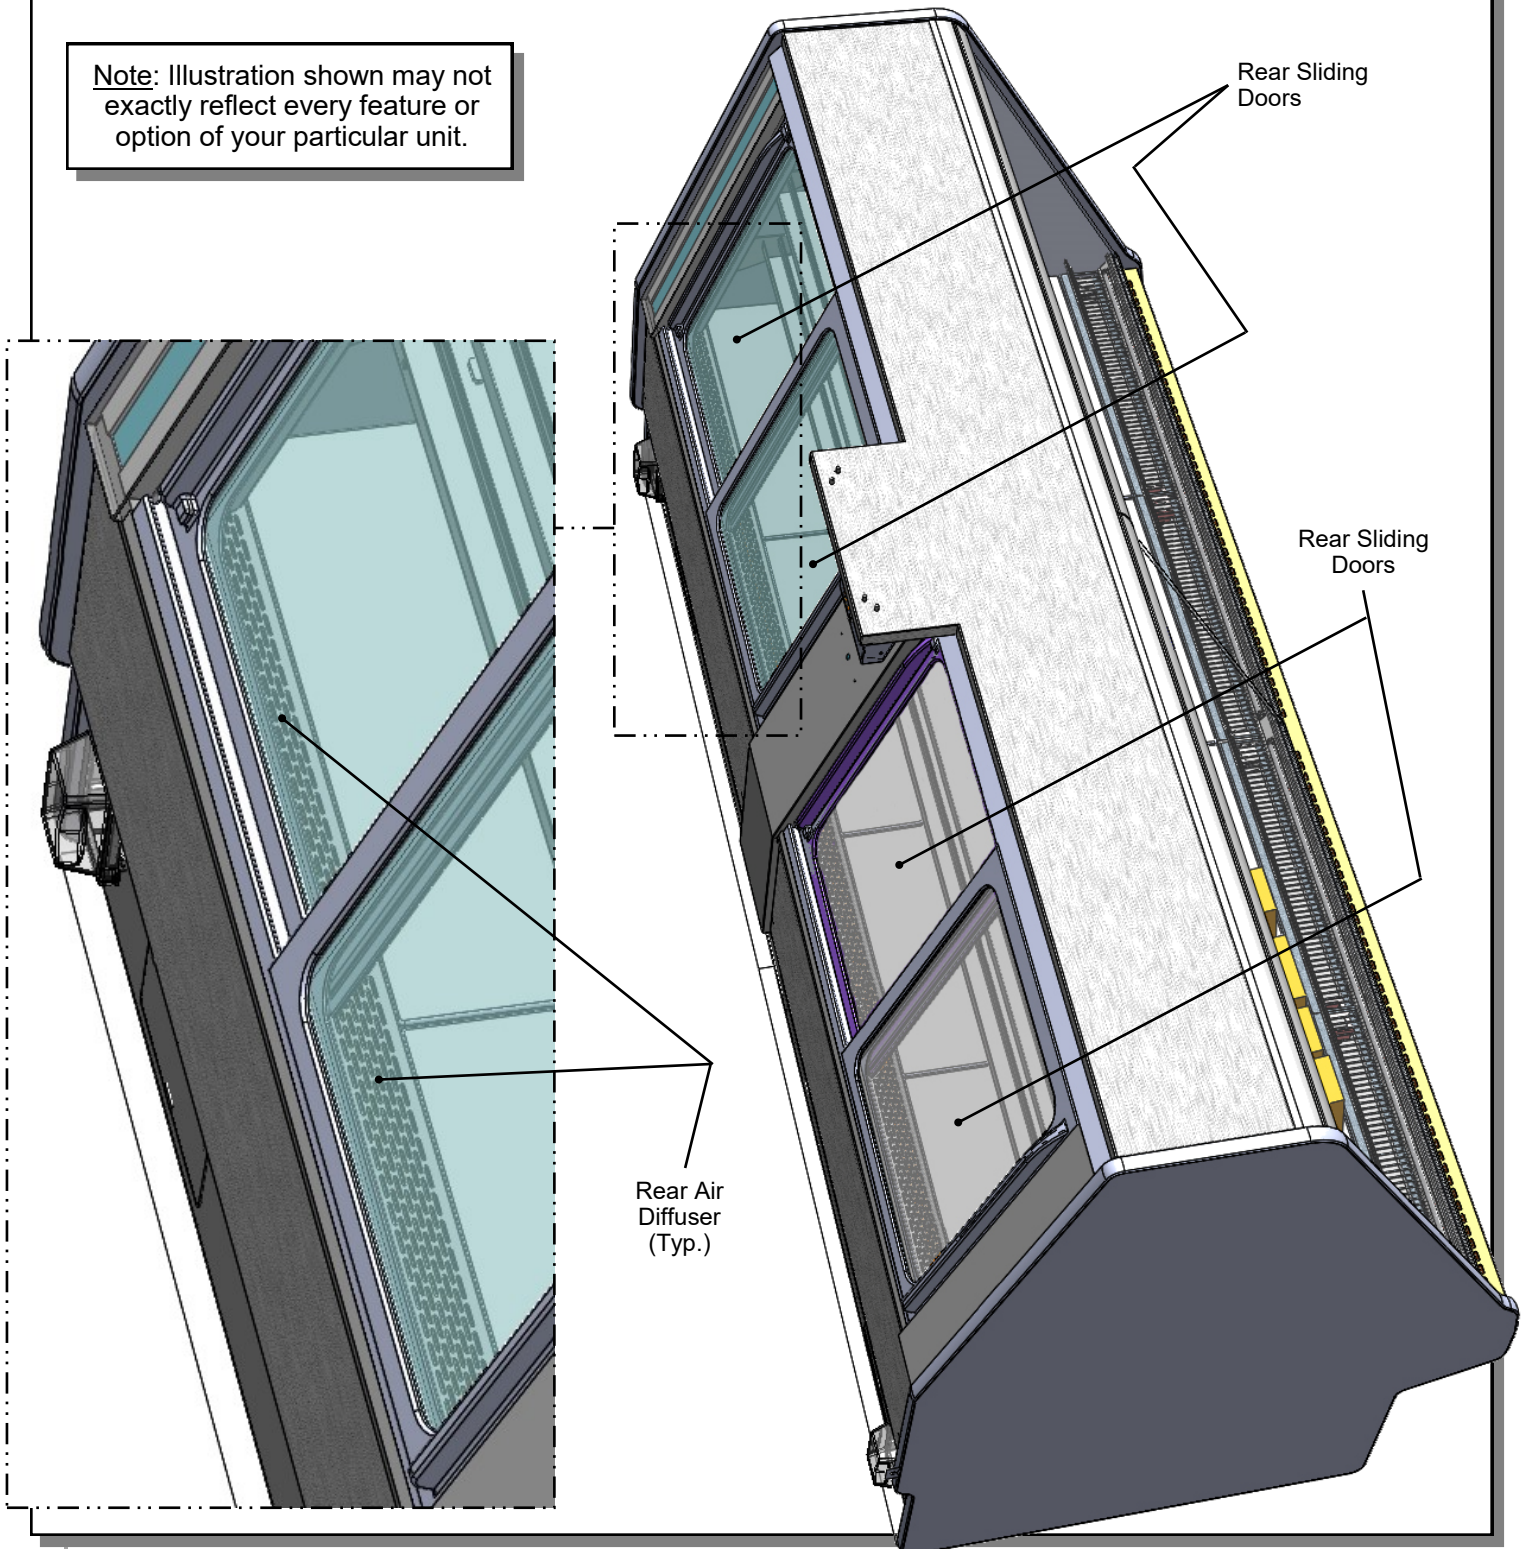 Note: Illustration shown may not
exactly reflect every feature or
option of your particular unit.
Rear Sliding
Doors
Rear Sliding
Doors
Rear Air
Diffuser
(Typ.)